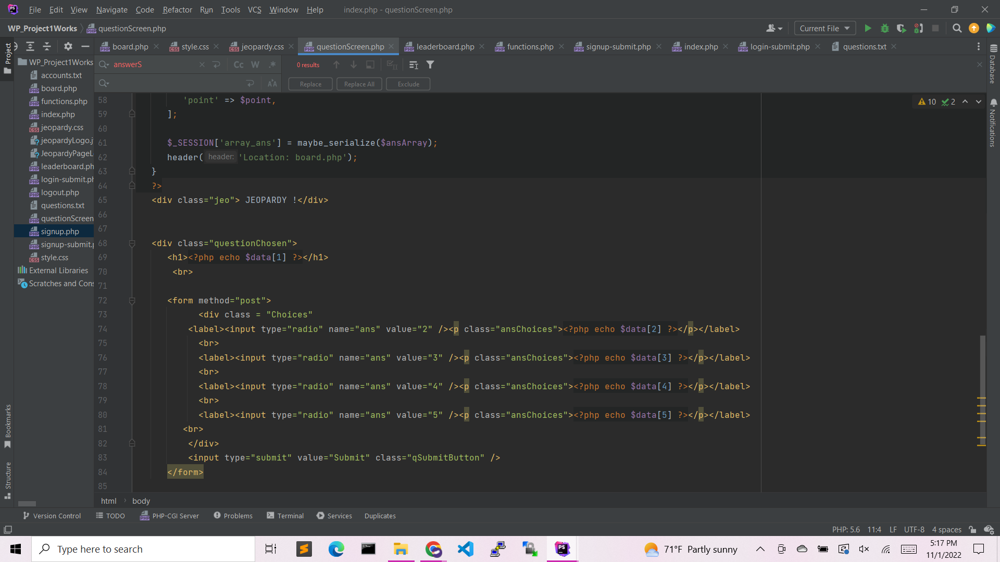 File Edit View Navigate Code Refactor Run Tools VCS Window Help index.php - questionScreen.php
WP_Project1Works questionScreen.php Current File
board.php style.css jeopardy.css questionScreen.php leaderboard.php functions.php signup-submit.php index.php login-submit.php questions.txt
Project
WP_Project1Works
accounts.txt
board.php
functions.php
index.php
jeopardy.css
jeopardyLogo.j
JeopardyPageL
leaderboard.ph
login-submit.ph
logout.php
questions.txt
questionScreen
signup.php
signup-submit.p
style.css
External Libraries
Scratches and Cons
Bookmarks
Structure
answerS Cc W .* 0 results
Replace Replace All Exclude
10 2
58 'point' => $point,
59 ];
60
61 $_SESSION['array_ans'] = maybe_serialize($ansArray);
62 header( header: 'Location: board.php');
63 }
64 ?>
65 <div class="jeo"> JEOPARDY !</div>
66
67
68 <div class="questionChosen">
69 <h1><?php echo $data[1] ?></h1>
70 <br>
71
72 <form method="post">
73 <div class = "Choices"
74 <label><input type="radio" name="ans" value="2" /><p class="ansChoices"><?php echo $data[2] ?></p></label>
75 <br>
76 <label><input type="radio" name="ans" value="3" /><p class="ansChoices"><?php echo $data[3] ?></p></label>
77 <br>
78 <label><input type="radio" name="ans" value="4" /><p class="ansChoices"><?php echo $data[4] ?></p></label>
79 <br>
80 <label><input type="radio" name="ans" value="5" /><p class="ansChoices"><?php echo $data[5] ?></p></label>
81 <br>
82 </div>
83 <input type="submit" value="Submit" class="qSubmitButton" />
84 </form>
85
Database
Notifications
html body
Version Control TODO PHP-CGI Server Problems Terminal Services Duplicates
PHP: 5.6 11:4 LF UTF-8 4 spaces
Type here to search 71°F Partly sunny
5:17 PM
11/1/2022